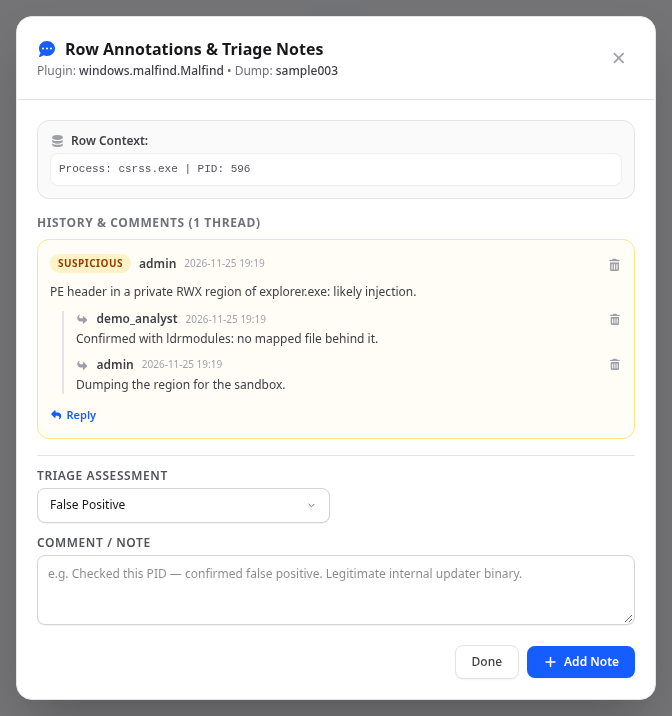 Row Annotations & Triage Notes
Plugin: windows.malfind.Malfind • Dump: sample003
Row Context:
Process: csrss.exe | PID: 596
HISTORY & COMMENTS (1 THREAD)
SUSPICIOUS admin 2026-11-25 19:19
PE header in a private RWX region of explorer.exe: likely injection.
demo_analyst 2026-11-25 19:19
Confirmed with ldrmodules: no mapped file behind it.
admin 2026-11-25 19:19
Dumping the region for the sandbox.
Reply
TRIAGE ASSESSMENT
False Positive
COMMENT / NOTE
e.g. Checked this PID — confirmed false positive. Legitimate internal updater binary.
Done Add Note